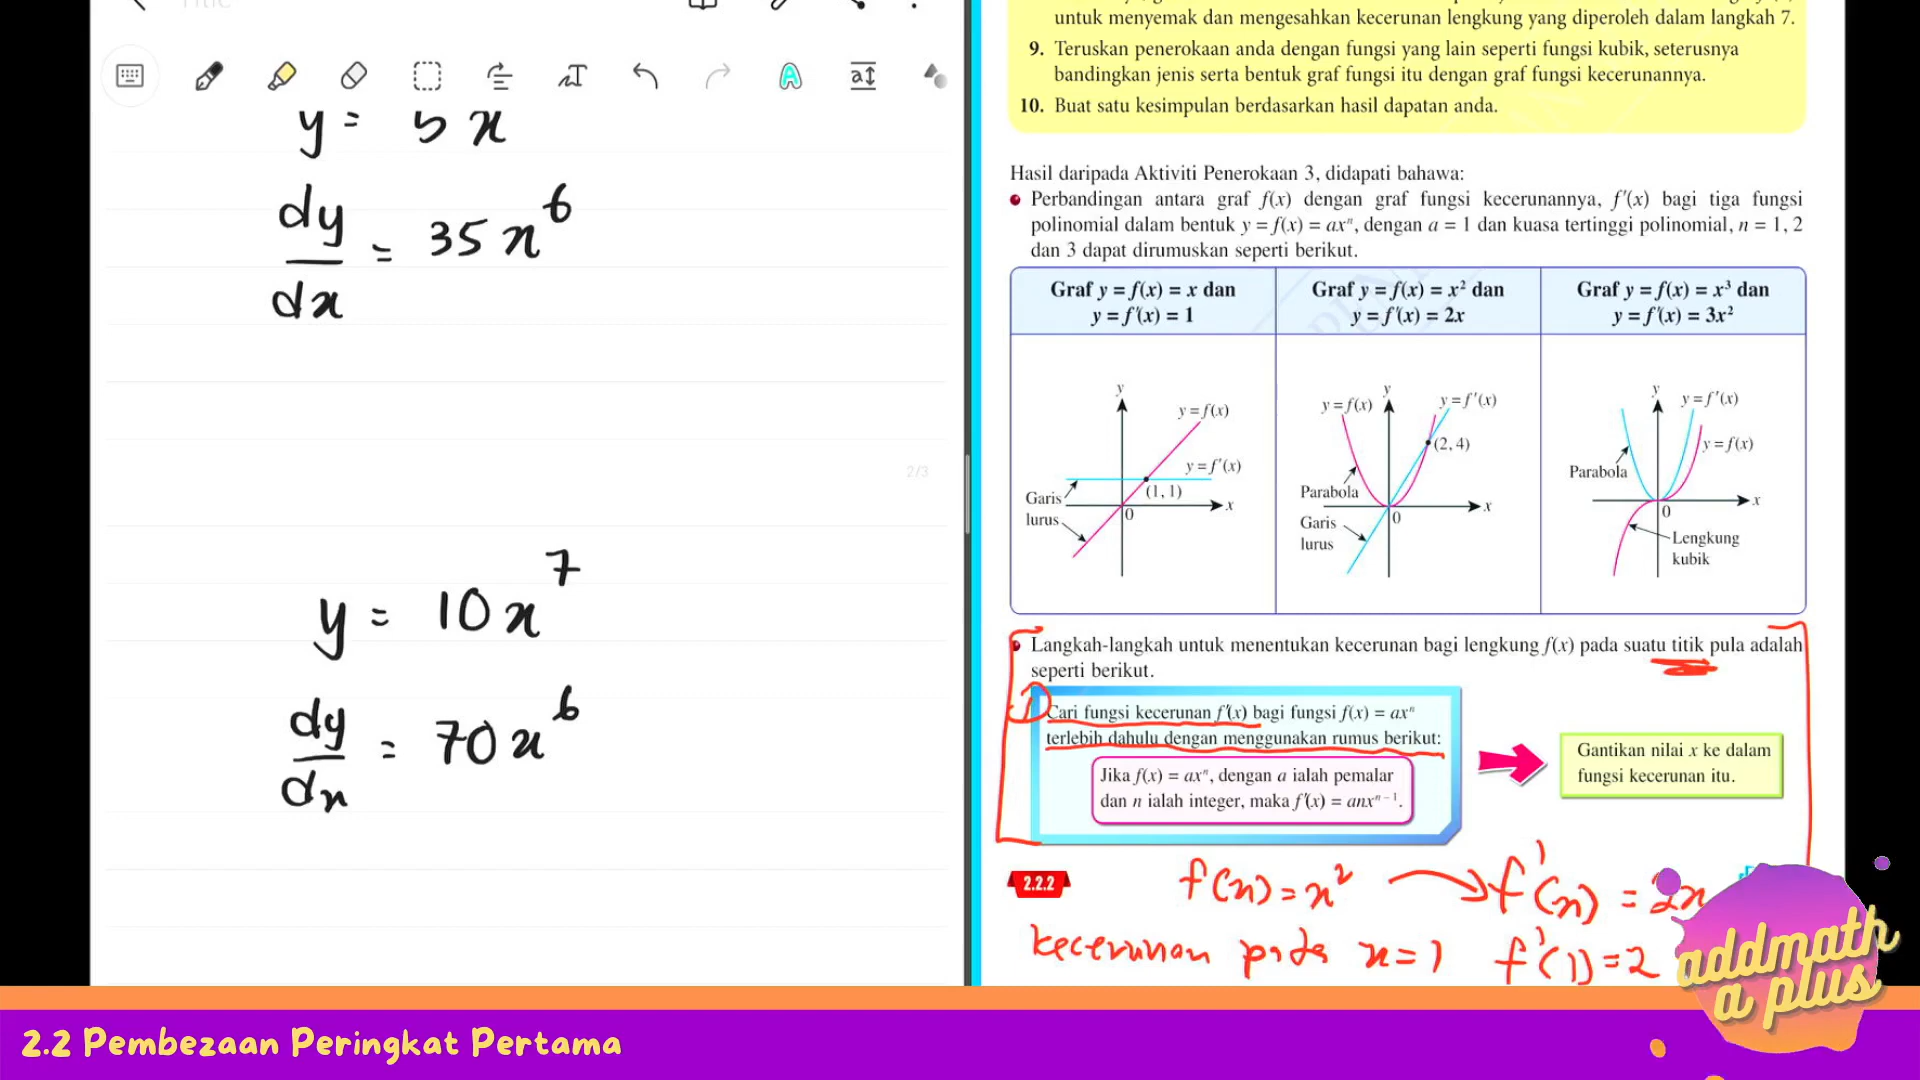 y = 5x
dy/dx = 35x⁶
2/3
y = 10x⁷
dy/dx = 70x⁶
untuk menyemak dan mengesahkan kecerunan lengkung yang diperoleh dalam langkah 7.
9. Teruskan penerokaan anda dengan fungsi yang lain seperti fungsi kubik, seterusnya
bandingkan jenis serta bentuk graf fungsi itu dengan graf fungsi kecerunannya.
10. Buat satu kesimpulan berdasarkan hasil dapatan anda.
Hasil daripada Aktiviti Penerokaan 3, didapati bahawa:
Perbandingan antara graf f(x) dengan graf fungsi kecerunannya, f′(x) bagi tiga fungsi
polinomial dalam bentuk y = f(x) = axⁿ, dengan a = 1 dan kuasa tertinggi polinomial, n = 1, 2
dan 3 dapat dirumuskan seperti berikut.
Graf y = f(x) = x dan
y = f′(x) = 1
Graf y = f(x) = x² dan
y = f′(x) = 2x
Graf y = f(x) = x³ dan
y = f′(x) = 3x²
y
y = f(x)
y = f′(x)
(1, 1)
Garis
lurus
0
x
y
y = f(x)
y = f′(x)
(2, 4)
Parabola
Garis
lurus
0
x
y
y = f′(x)
y = f(x)
Parabola
0
x
Lengkung
kubik
Langkah-langkah untuk menentukan kecerunan bagi lengkung f(x) pada suatu titik pula adalah
seperti berikut.
1
Cari fungsi kecerunan f′(x) bagi fungsi f(x) = axⁿ
terlebih dahulu dengan menggunakan rumus berikut:
Jika f(x) = axⁿ, dengan a ialah pemalar
dan n ialah integer, maka f′(x) = anxⁿ⁻¹.
Gantikan nilai x ke dalam
fungsi kecerunan itu.
2.2.2
f(x) = x² → f'(x) = 2x
kecerunan pada x = 1 f'(1) = 2
addmath
a plus
2.2 Pembezaan Peringkat Pertama